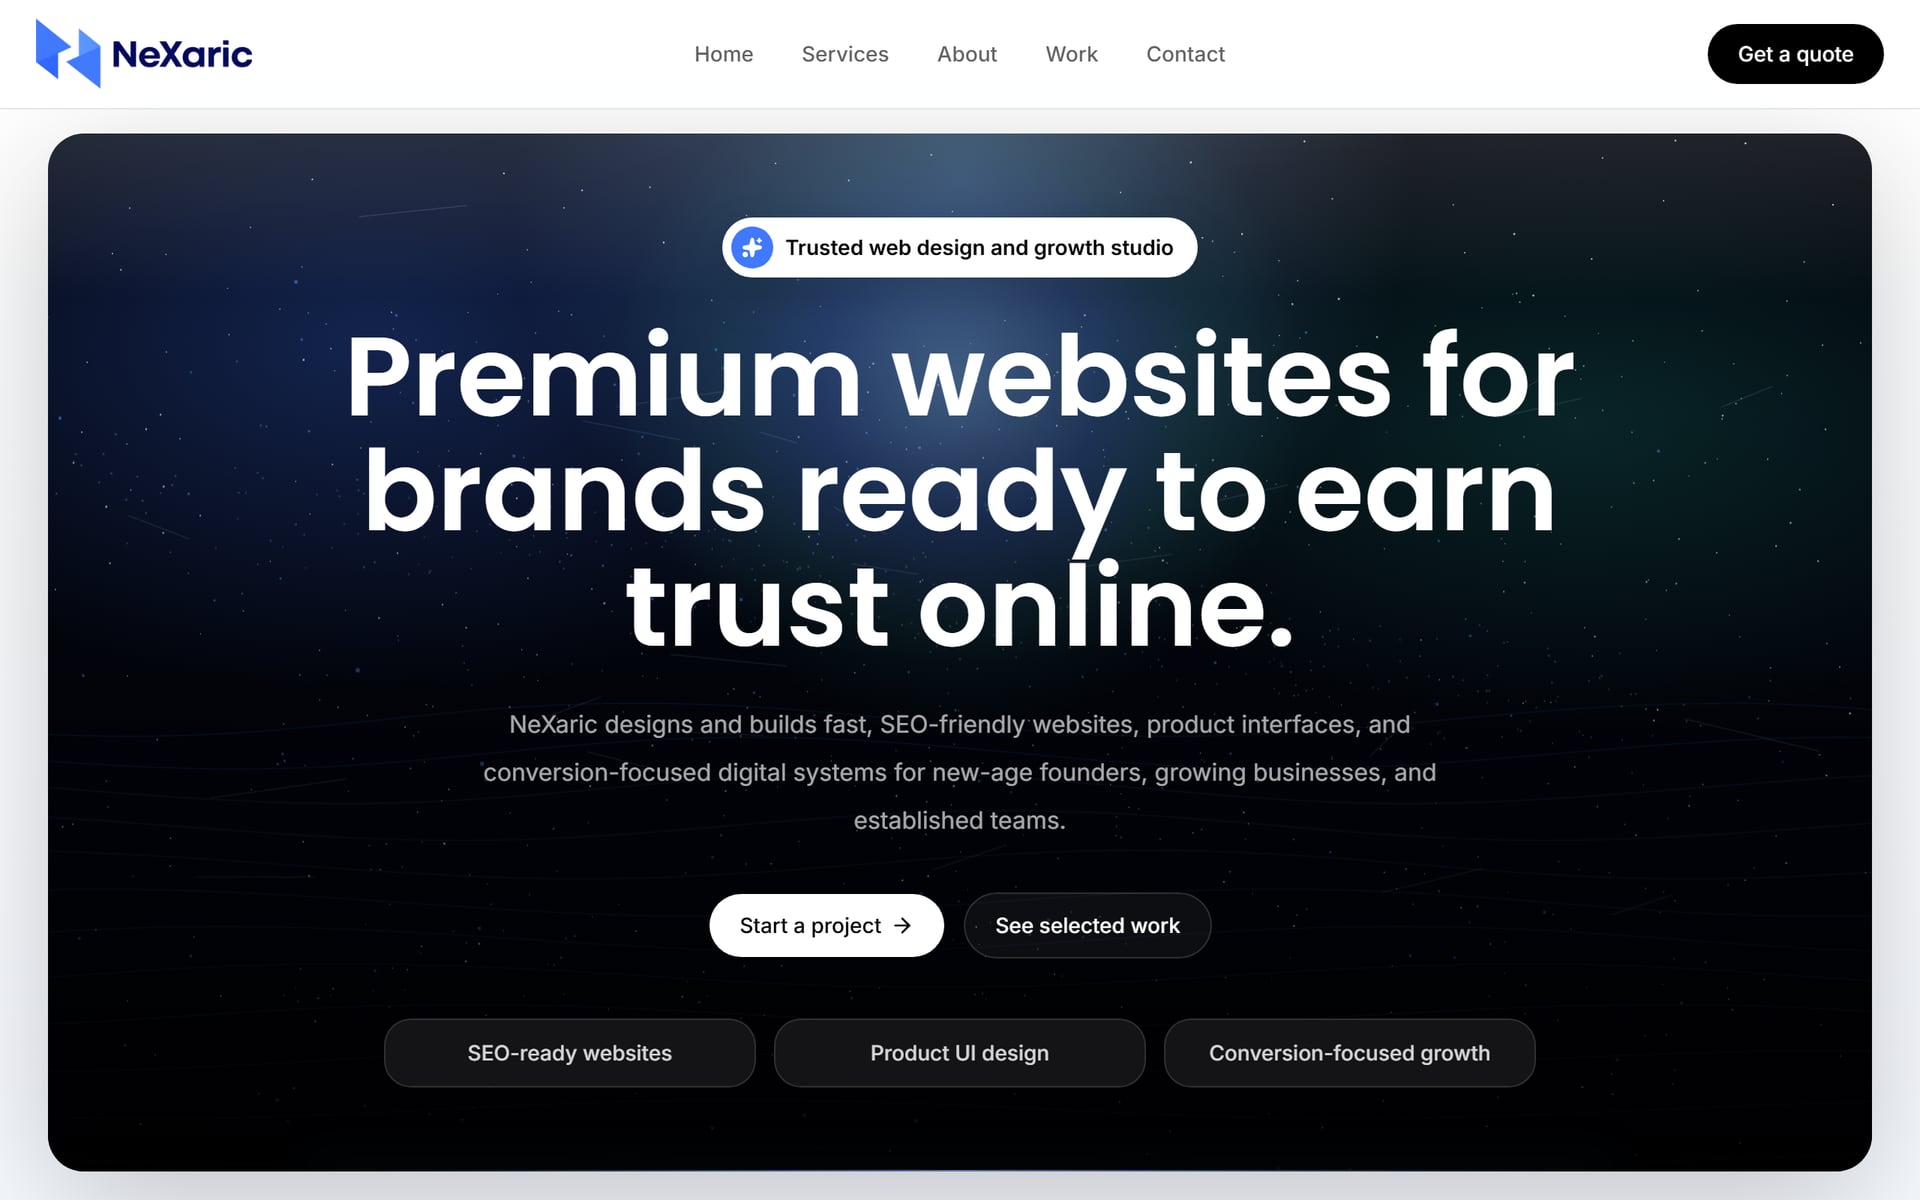 NeXaric
Home
Services
About
Work
Contact
Get a quote
Trusted web design and growth studio
Premium websites for
brands ready to earn
trust online.
NeXaric designs and builds fast, SEO-friendly websites, product interfaces, and
conversion-focused digital systems for new-age founders, growing businesses, and
established teams.
Start a project →
See selected work
SEO-ready websites
Product UI design
Conversion-focused growth